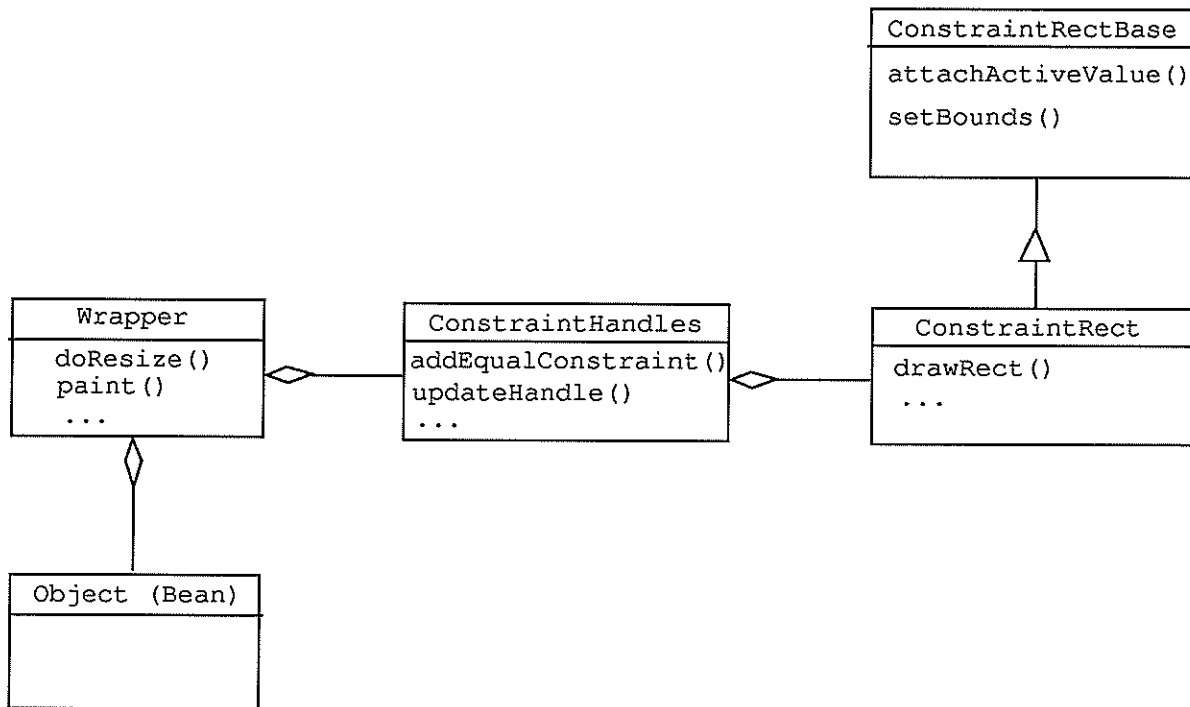 ConstraintRectBase
attachActiveValue()
setBounds()
Wrapper
doResize()
paint()
...
ConstraintHandles
addEqualConstraint()
updateHandle()
...
ConstraintRect
drawRect()
...
Object (Bean)